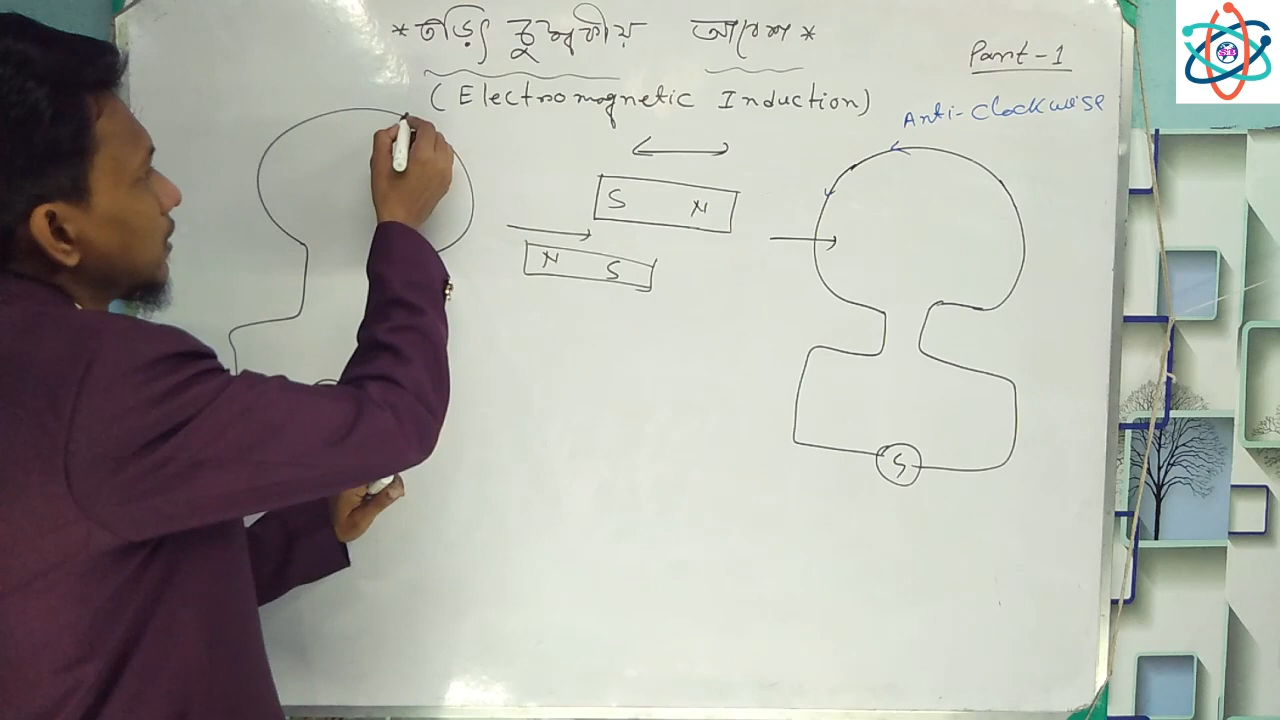 *তড়িৎ চুম্বকীয় আবেশ*
Part-1
(Electromagnetic Induction)
Anti-Clockwise
S N
N S
G